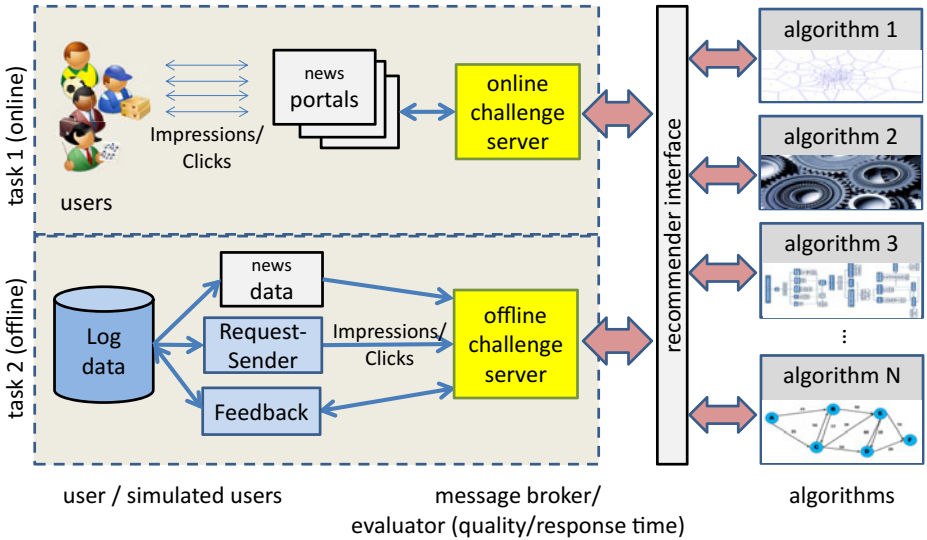 task 1 (online)
users
Impressions/
Clicks
news
portals
online
challenge
server
task 2 (offline)
Log
data
news
data
Request-
Sender
Feedback
Impressions/
Clicks
offline
challenge
server
recommender interface
algorithm 1
algorithm 2
algorithm 3
...
algorithm N
A
B
C
D
E
F
user / simulated users
message broker/
evaluator (quality/response time)
algorithms